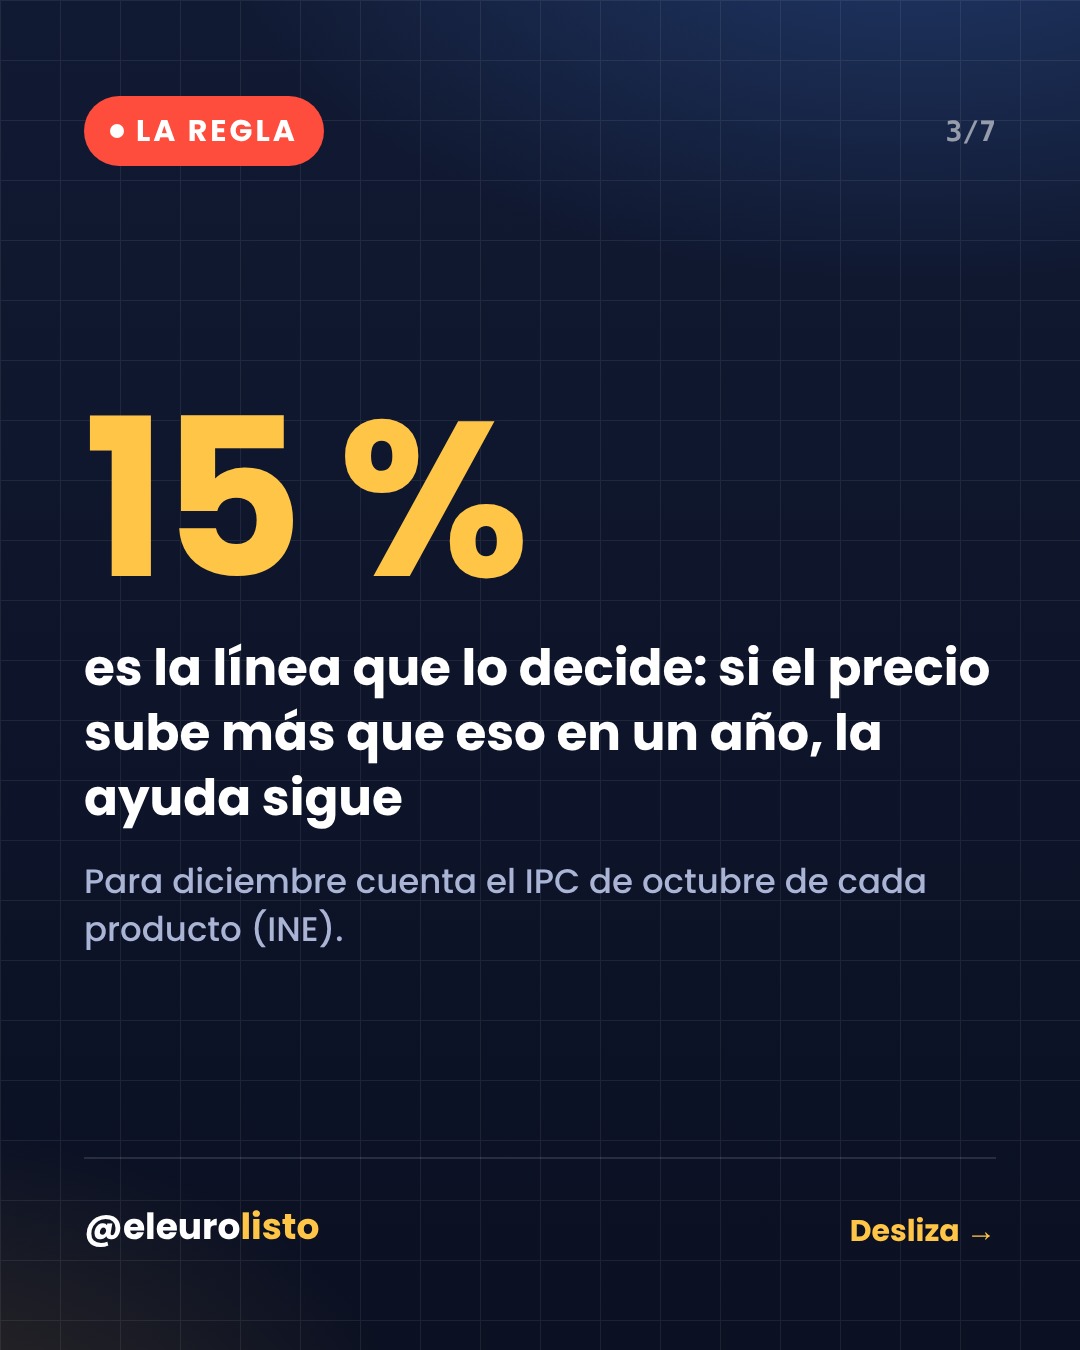 LA REGLA
3/7
15 %
es la línea que lo decide: si el precio
sube más que eso en un año, la
ayuda sigue
Para diciembre cuenta el IPC de octubre de cada
producto (INE).
@eleurolisto
Desliza →